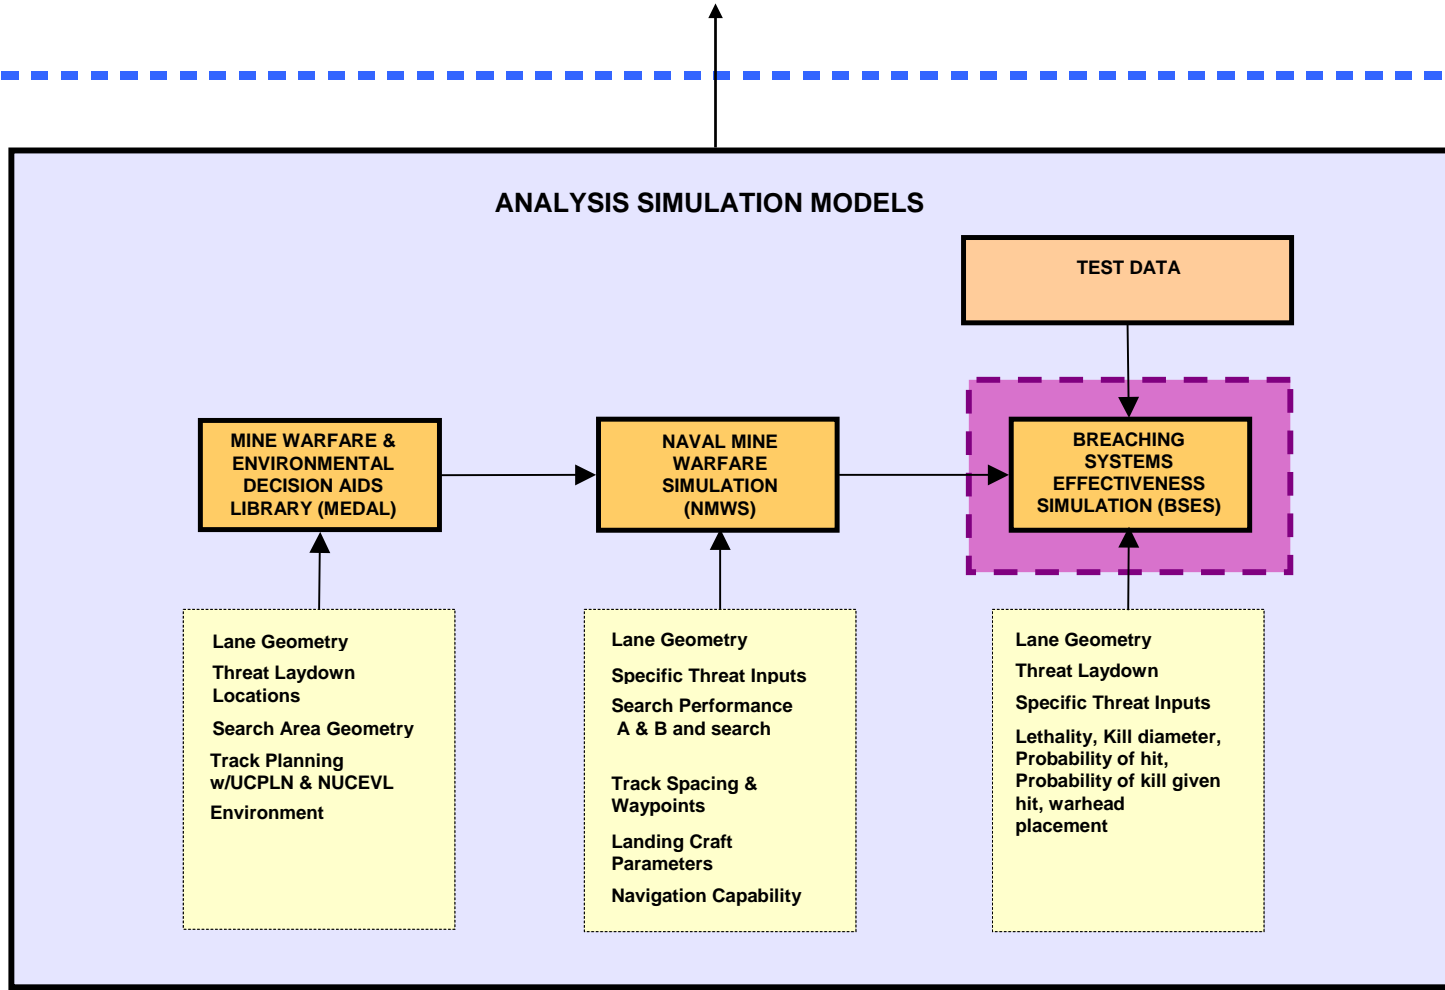 ANALYSIS SIMULATION MODELS
TEST DATA
MINE WARFARE &
ENVIRONMENTAL
DECISION AIDS
LIBRARY (MEDAL)
NAVAL MINE
WARFARE
SIMULATION
(NMWS)
BREACHING
SYSTEMS
EFFECTIVENESS
SIMULATION (BSES)
Lane Geometry
Threat Laydown
Locations
Search Area Geometry
Track Planning
w/UCPLN & NUCEVL
Environment
Lane Geometry
Specific Threat Inputs
Search Performance
A & B and search
Track Spacing &
Waypoints
Landing Craft
Parameters
Navigation Capability
Lane Geometry
Threat Laydown
Specific Threat Inputs
Lethality, Kill diameter,
Probability of hit,
Probability of kill given
hit, warhead
placement